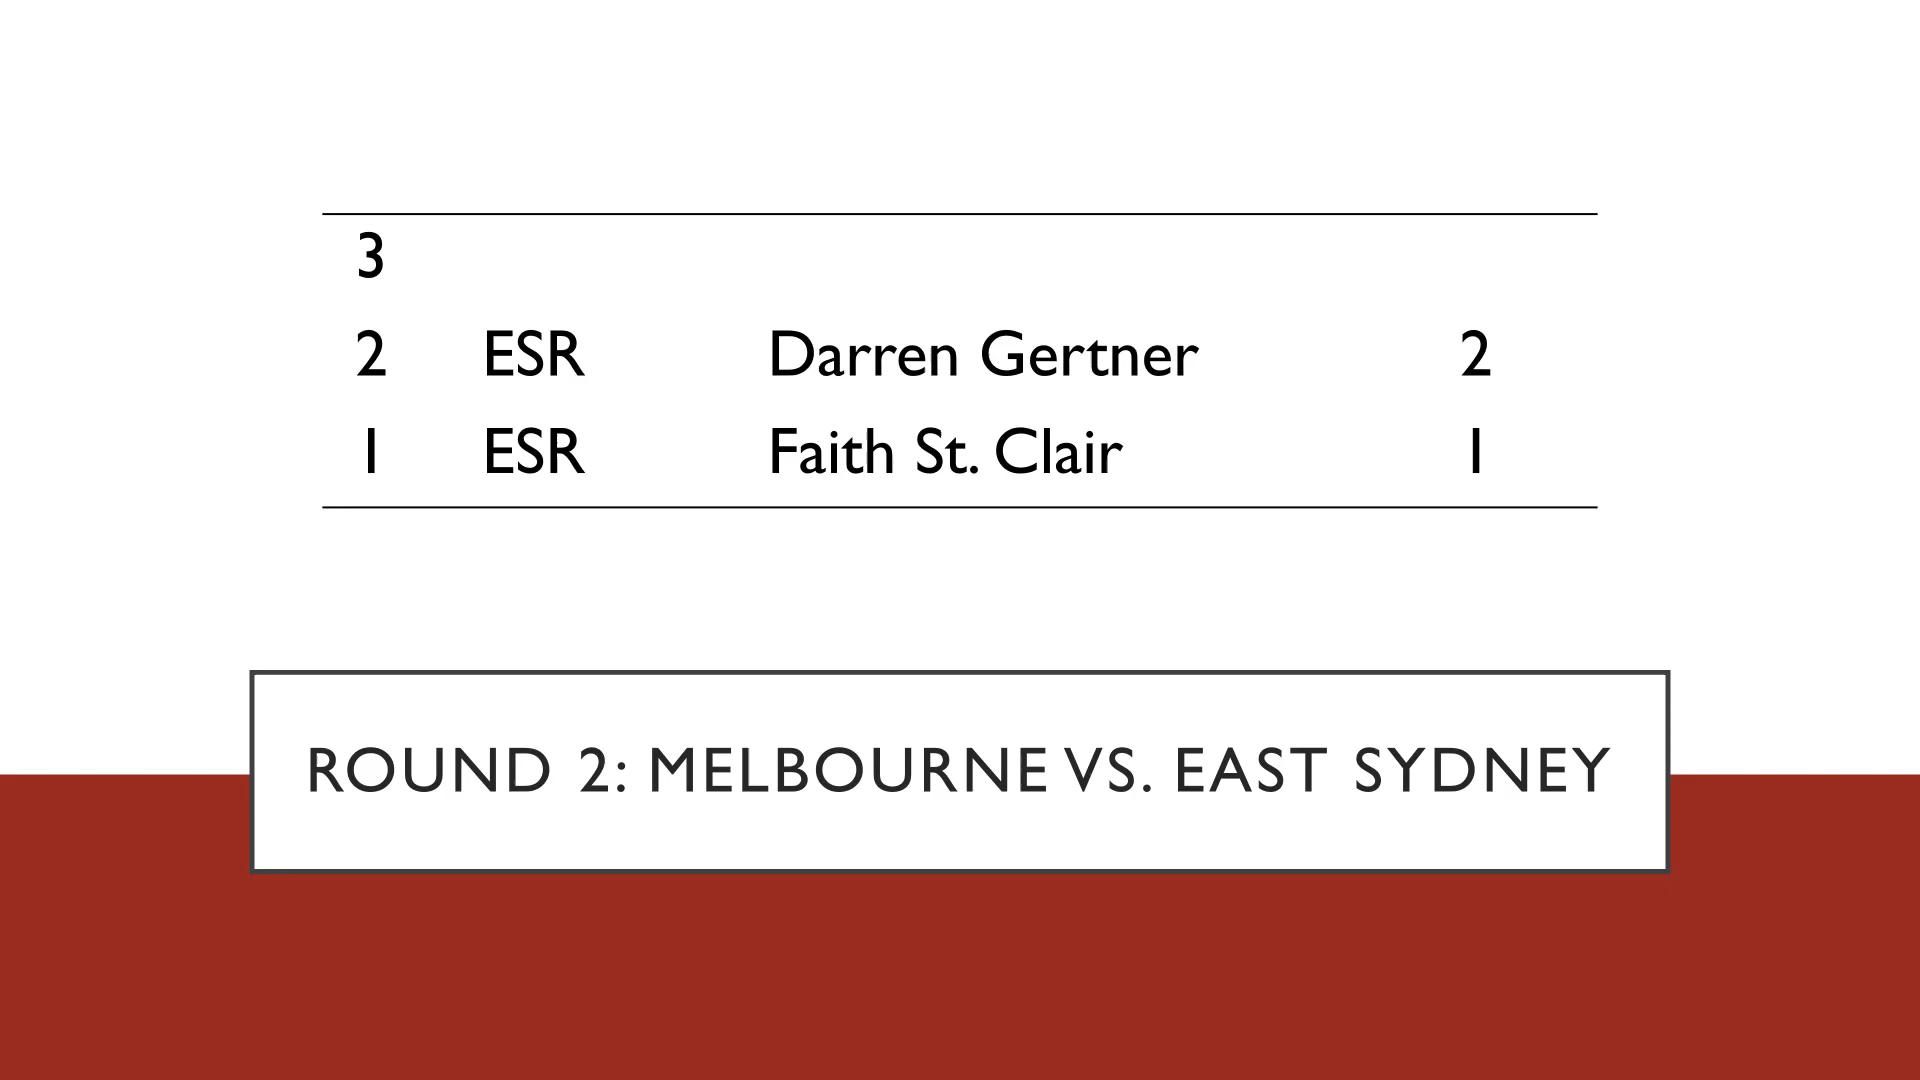 3
2 ESR Darren Gertner 2
1 ESR Faith St. Clair 1
ROUND 2: MELBOURNE VS. EAST SYDNEY